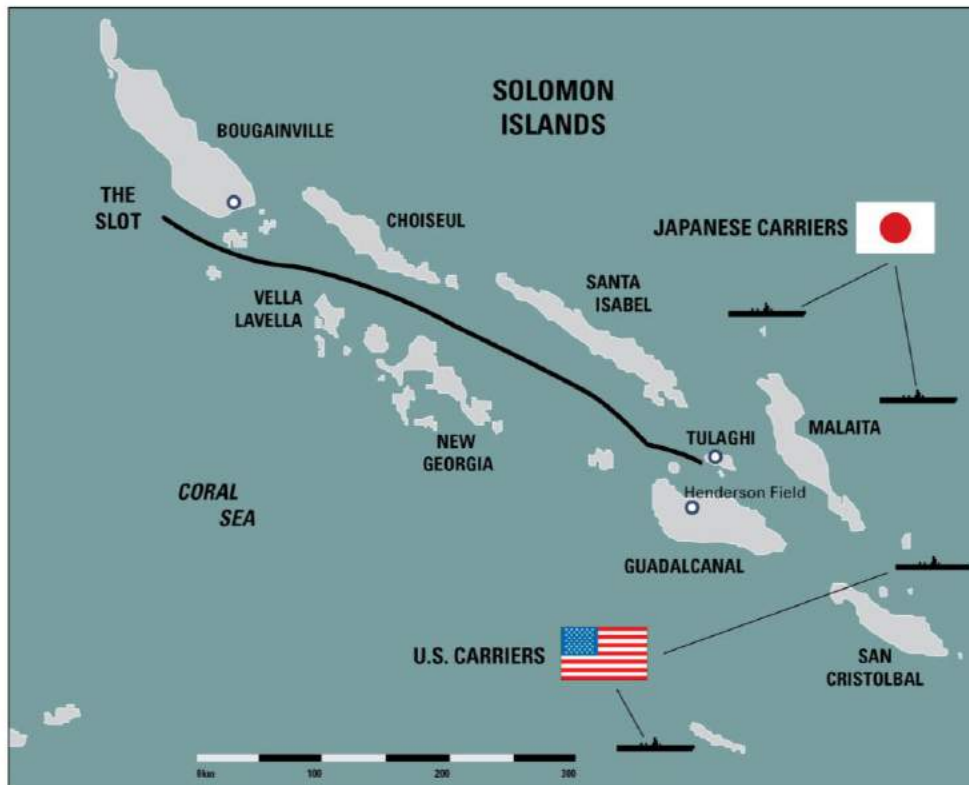 SOLOMON
ISLANDS
BOUGAINVILLE
THE
SLOT
CHOISEUL
JAPANESE CARRIERS
VELLA
LAVELLA
SANTA
ISABEL
NEW
GEORGIA
TULAGHI
MALAITA
Henderson Field
CORAL
SEA
GUADALCANAL
U.S. CARRIERS
SAN
CRISTOLBAL
0km
100
200
300